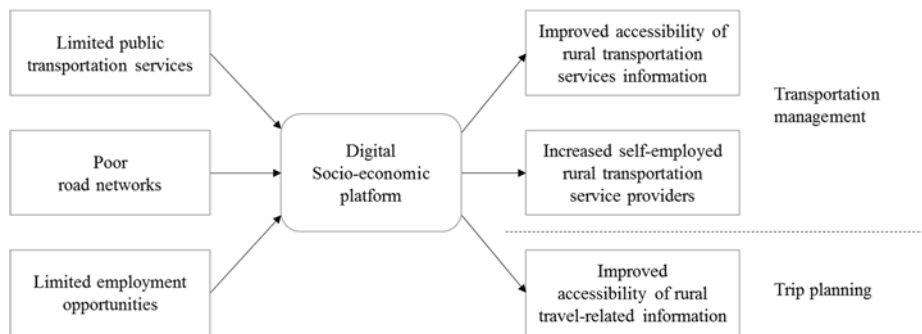 Limited public
transportation services
Poor
road networks
Limited employment
opportunities
Digital
Socio-economic
platform
Improved accessibility of
rural transportation
services information
Increased self-employed
rural transportation
service providers
Improved
accessibility of rural
travel-related information
Transportation
management
Trip planning